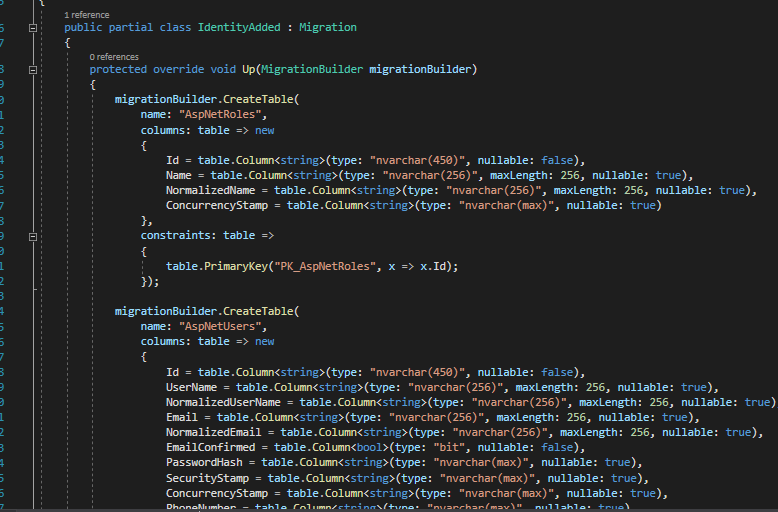 {
1 reference
public partial class IdentityAdded : Migration
{
0 references
protected override void Up(MigrationBuilder migrationBuilder)
{
migrationBuilder.CreateTable(
name: "AspNetRoles",
columns: table => new
{
Id = table.Column<string>(type: "nvarchar(450)", nullable: false),
Name = table.Column<string>(type: "nvarchar(256)", maxLength: 256, nullable: true),
NormalizedName = table.Column<string>(type: "nvarchar(256)", maxLength: 256, nullable: true),
ConcurrencyStamp = table.Column<string>(type: "nvarchar(max)", nullable: true)
},
constraints: table =>
{
table.PrimaryKey("PK_AspNetRoles", x => x.Id);
});
migrationBuilder.CreateTable(
name: "AspNetUsers",
columns: table => new
{
Id = table.Column<string>(type: "nvarchar(450)", nullable: false),
UserName = table.Column<string>(type: "nvarchar(256)", maxLength: 256, nullable: true),
NormalizedUserName = table.Column<string>(type: "nvarchar(256)", maxLength: 256, nullable: true)
Email = table.Column<string>(type: "nvarchar(256)", maxLength: 256, nullable: true),
NormalizedEmail = table.Column<string>(type: "nvarchar(256)", maxLength: 256, nullable: true),
EmailConfirmed = table.Column<bool>(type: "bit", nullable: false),
PasswordHash = table.Column<string>(type: "nvarchar(max)", nullable: true),
SecurityStamp = table.Column<string>(type: "nvarchar(max)", nullable: true),
ConcurrencyStamp = table.Column<string>(type: "nvarchar(max)", nullable: true),
PhoneNumber = table.Column<string>(type: "nvarchar(max)", nullable: true),